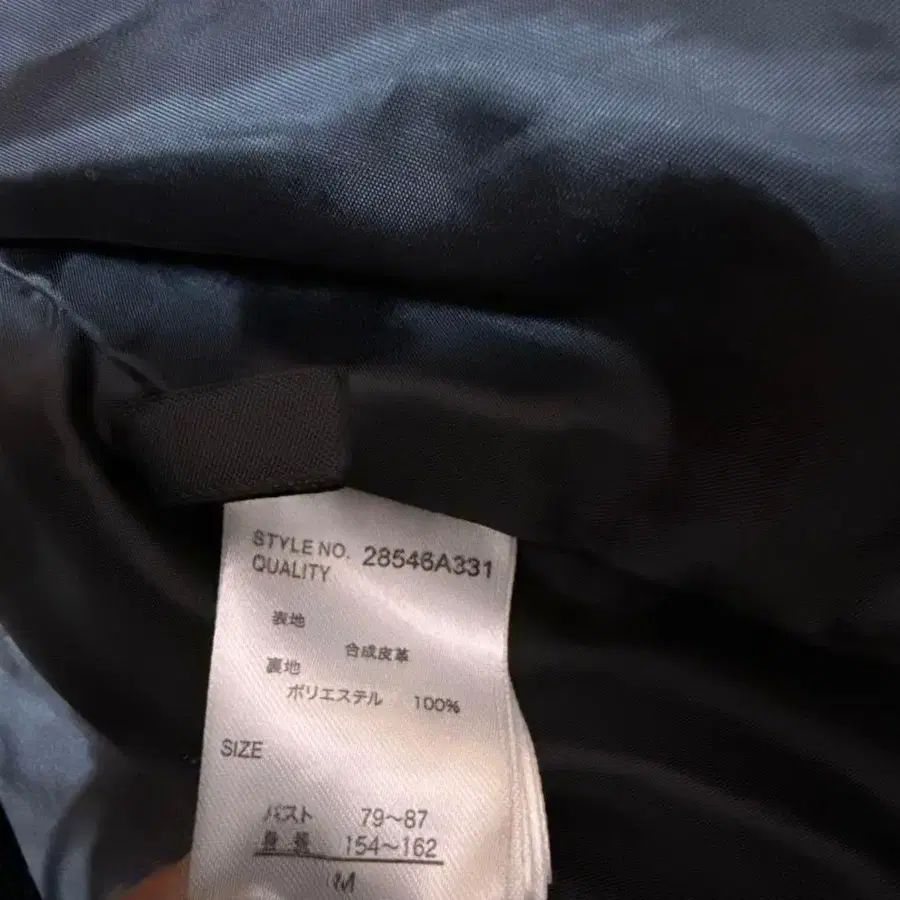 STYLE NO. 28546A331
QUALITY
表地
合成皮革
裏地
ポリエステル 100%
SIZE
バスト 79~87
身長 154~162
M